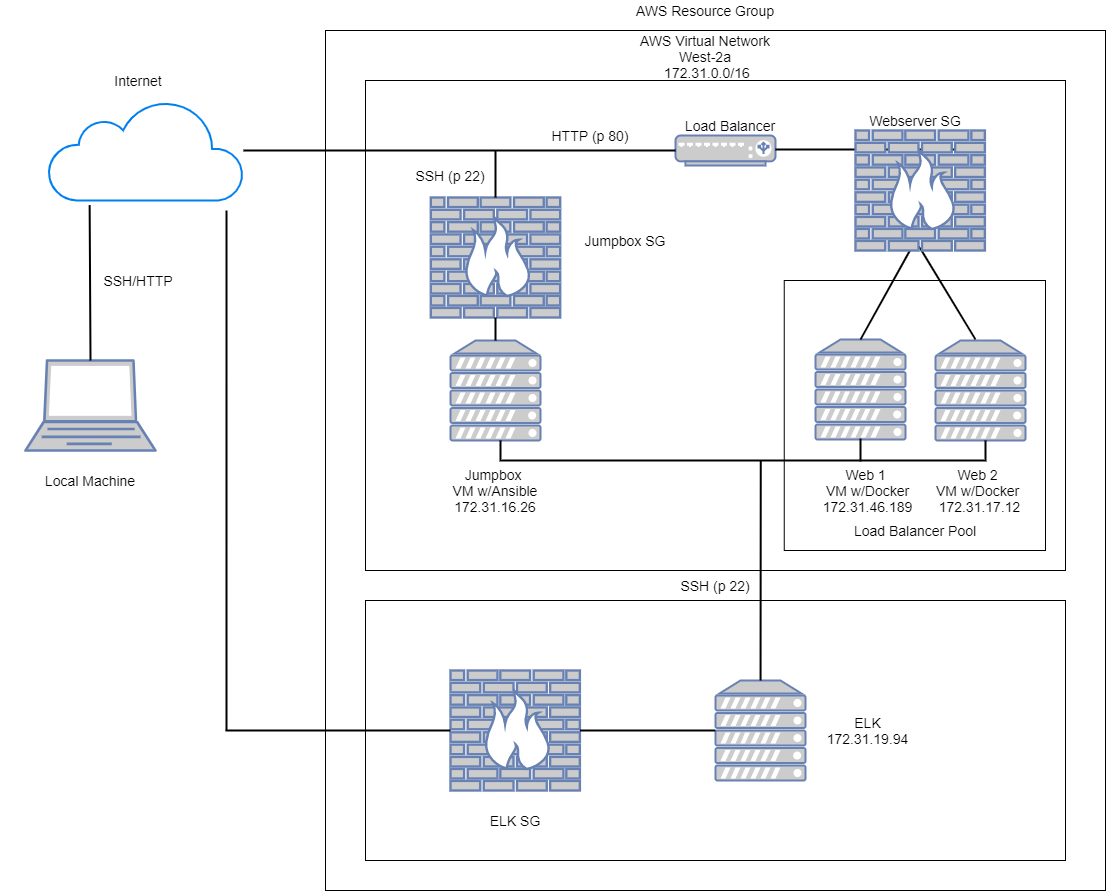 AWS Resource Group
AWS Virtual Network
West-2a
172.31.0.0/16
Internet
HTTP (p 80)
Load Balancer
Webserver SG
SSH (p 22)
Jumpbox SG
SSH/HTTP
Local Machine
Jumpbox
VM w/Ansible
172.31.16.26
Web 1
VM w/Docker
172.31.46.189
Web 2
VM w/Docker
172.31.17.12
Load Balancer Pool
SSH (p 22)
ELK
172.31.19.94
ELK SG